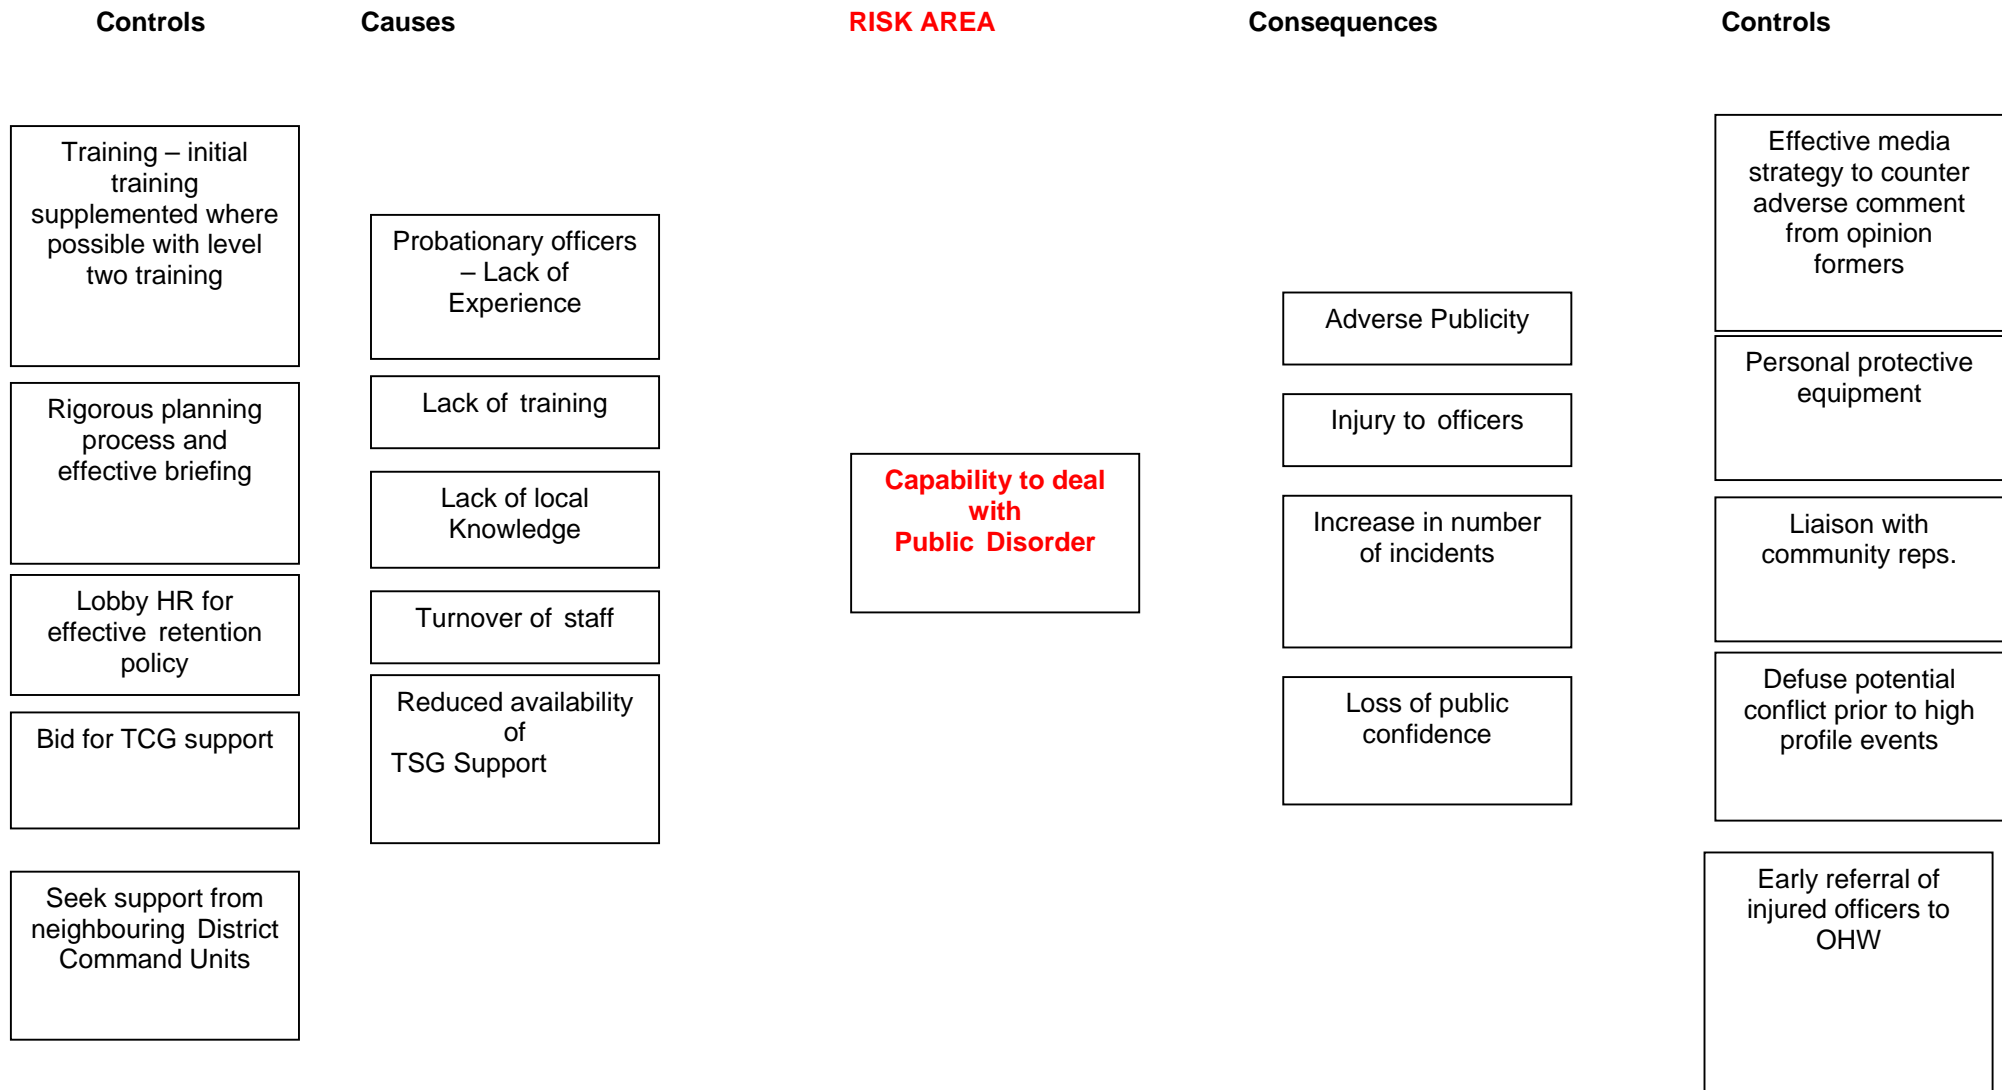 Controls
Causes
RISK AREA
Consequences
Controls
Training – initial
training
supplemented where
possible with level
two training
Rigorous planning
process and
effective briefing
Lobby HR for
effective retention
policy
Bid for TCG support
Seek support from
neighbouring District
Command Units
Probationary officers
– Lack of
Experience
Lack of training
Lack of local
Knowledge
Turnover of staff
Reduced availability
of
TSG Support
Capability to deal
with
Public Disorder
Adverse Publicity
Injury to officers
Increase in number
of incidents
Loss of public
confidence
Effective media
strategy to counter
adverse comment
from opinion
formers
Personal protective
equipment
Liaison with
community reps.
Defuse potential
conflict prior to high
profile events
Early referral of
injured officers to
OHW